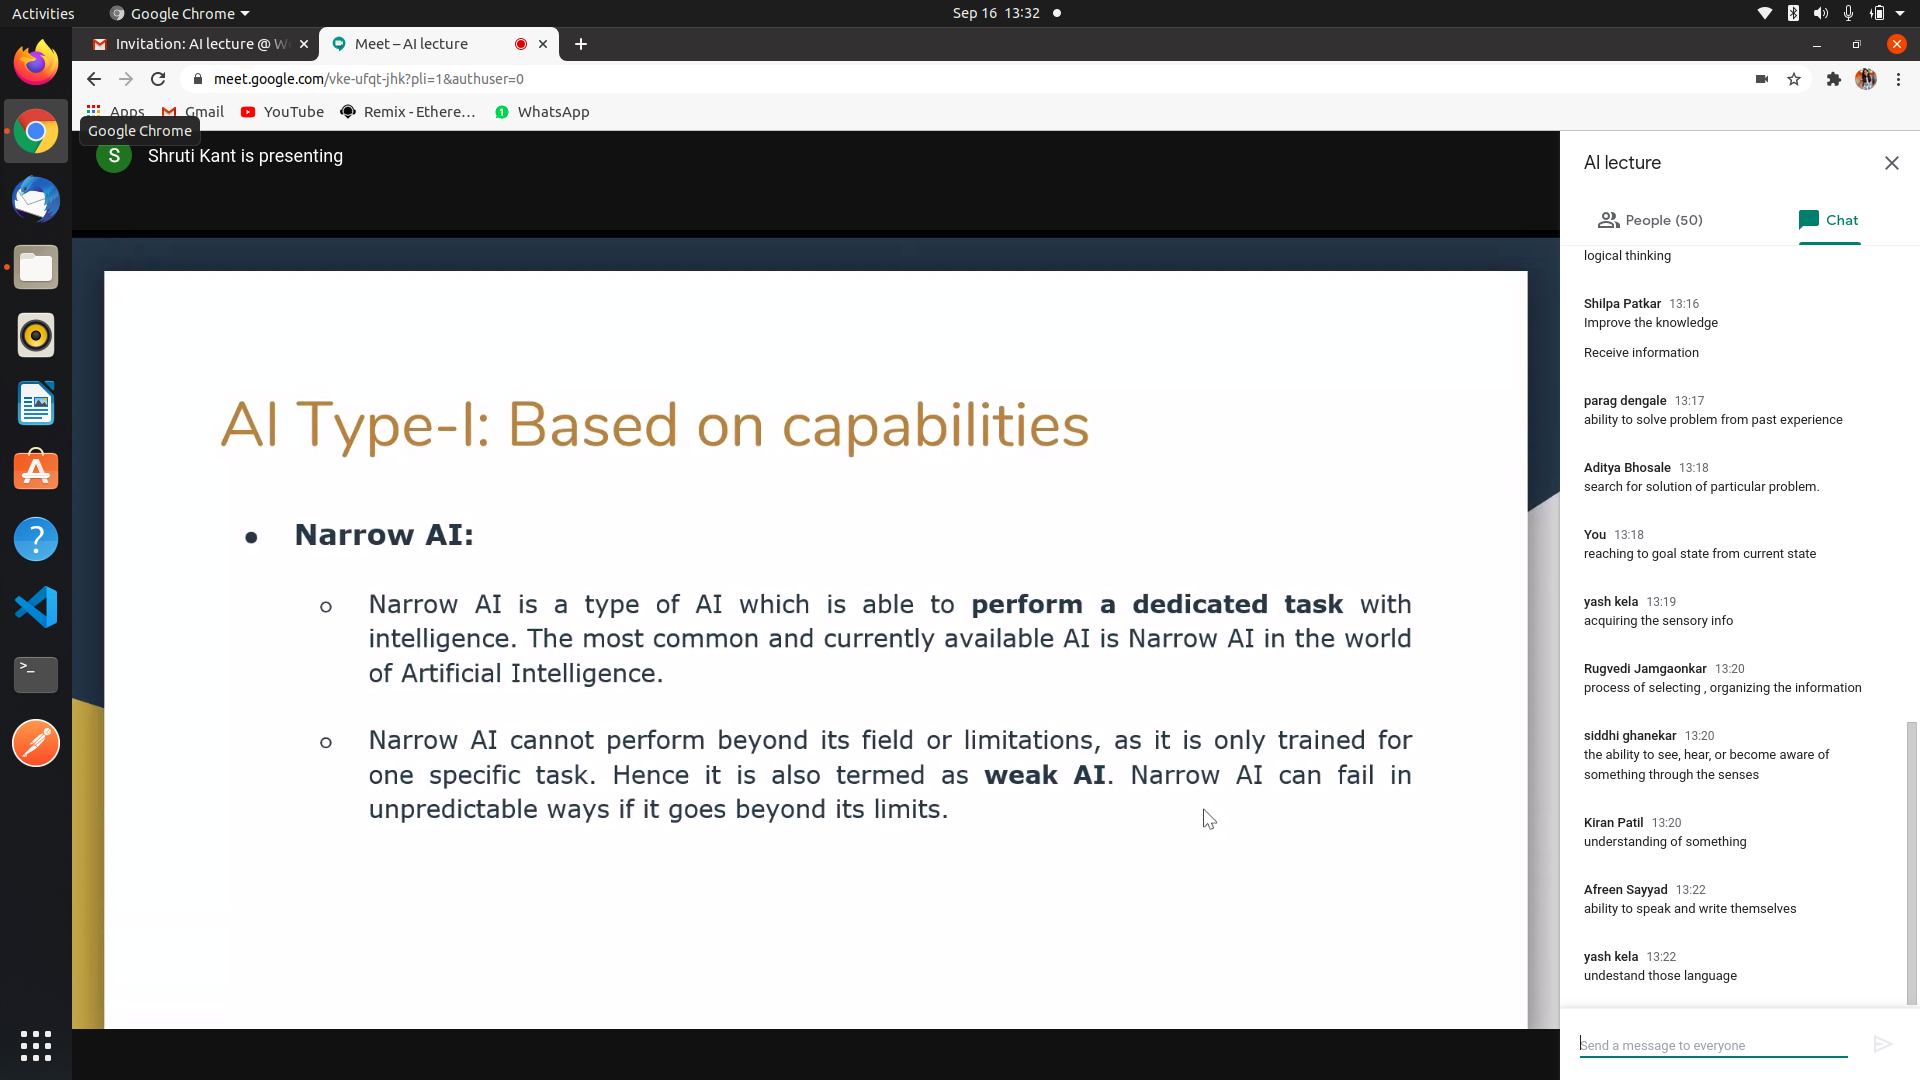 Activities
Google Chrome
Sep 16 13:32
Invitation: AI lecture @ W
Meet – AI lecture
meet.google.com/vke-ufqt-jhk?pli=1&authuser=0
Apps
Gmail
YouTube
Remix - Ethere...
WhatsApp
Google Chrome
S
Shruti Kant is presenting
AI Type-I: Based on capabilities
● Narrow AI:
○ Narrow AI is a type of AI which is able to perform a dedicated task with
intelligence. The most common and currently available AI is Narrow AI in the world
of Artificial Intelligence.
○ Narrow AI cannot perform beyond its field or limitations, as it is only trained for
one specific task. Hence it is also termed as weak AI. Narrow AI can fail in
unpredictable ways if it goes beyond its limits.
AI lecture
People (50)
Chat
logical thinking
Shilpa Patkar 13:16
Improve the knowledge
Receive information
parag dengale 13:17
ability to solve problem from past experience
Aditya Bhosale 13:18
search for solution of particular problem.
You 13:18
reaching to goal state from current state
yash kela 13:19
acquiring the sensory info
Rugvedi Jamgaonkar 13:20
process of selecting , organizing the information
siddhi ghanekar 13:20
the ability to see, hear, or become aware of
something through the senses
Kiran Patil 13:20
understanding of something
Afreen Sayyad 13:22
ability to speak and write themselves
yash kela 13:22
undestand those language
Send a message to everyone